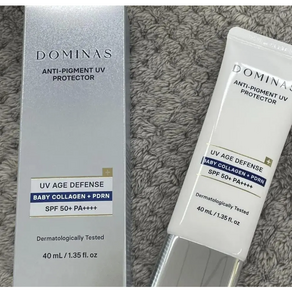 DOMINAS
ANTI-PIGMENT UV
PROTECTOR
UV AGE DEFENSE
BABY COLLAGEN + PDRN
SPF 50+ PA++++
Dermatologically Tested
40 mL / 1.35 fl. oz
DOMINAS
ANTI-PIGMENT UV
PROTECTOR
UV AGE DEFENSE
BABY COLLAGEN + PDRN
SPF 50+ PA++++
Dermatologically Tested
40 mL / 1.35 fl. oz